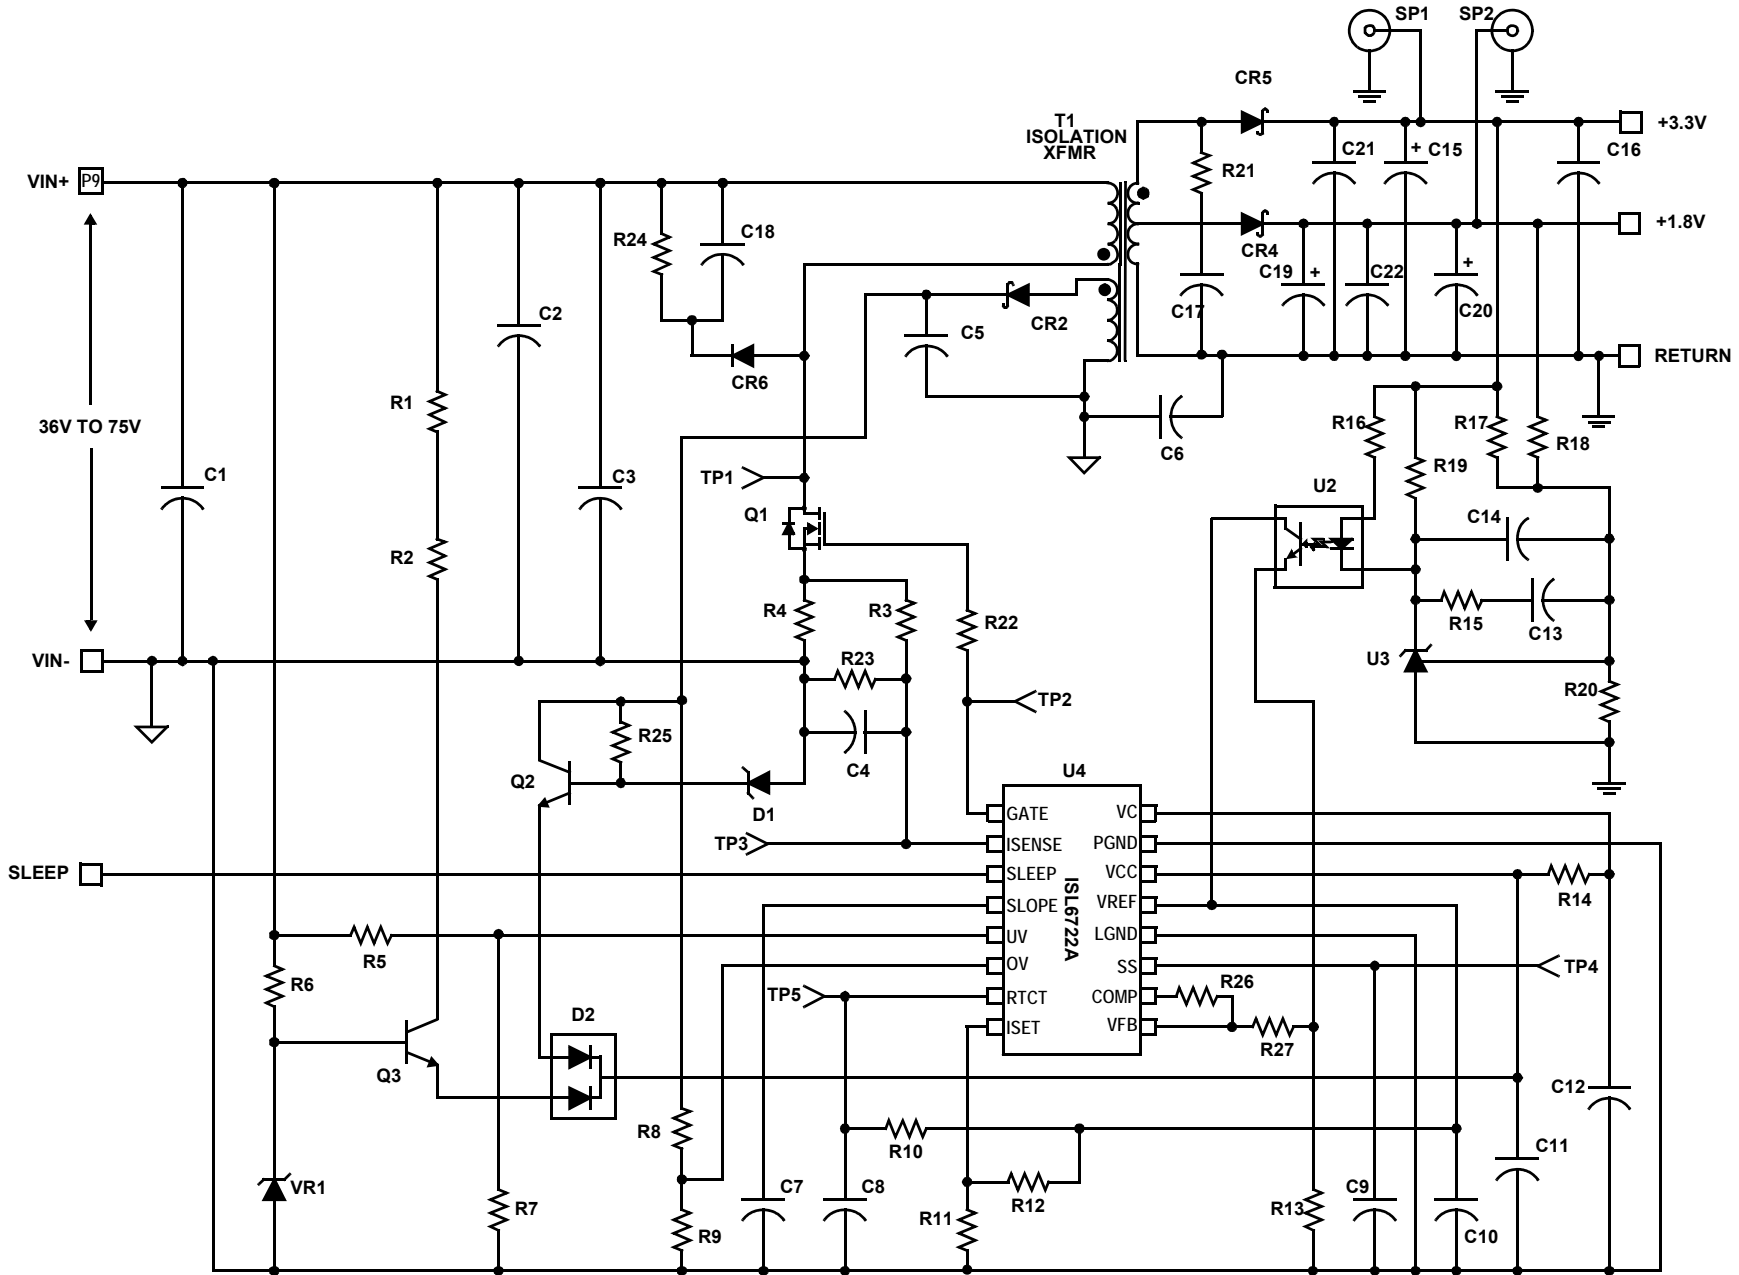 SP1
SP2
CR5
T1
ISOLATION
XFMR
+3.3V
C21
+
C15
C16
R21
VIN+
P9
+1.8V
R24
C18
CR4
C19
+
C22
+
C20
C17
CR2
C5
C2
RETURN
CR6
R1
36V TO 75V
R16
R17
R18
C6
R19
C1
C3
TP1
U2
Q1
C14
R2
R4
R3
R22
R15
C13
VIN-
R23
U3
R20
TP2
R25
C4
U4
Q2
D1
GATE
VC
TP3
ISENSE
PGND
SLEEP
SLEEP
VCC
R14
SLOPE
VREF
ISL6722A
UV
LGND
R5
OV
SS
TP4
R6
TP5
RTCT
COMP
R26
D2
ISET
VFB
R27
Q3
C12
R8
R10
C11
VR1
R7
C7
C8
R12
C9
R9
R11
R13
C10